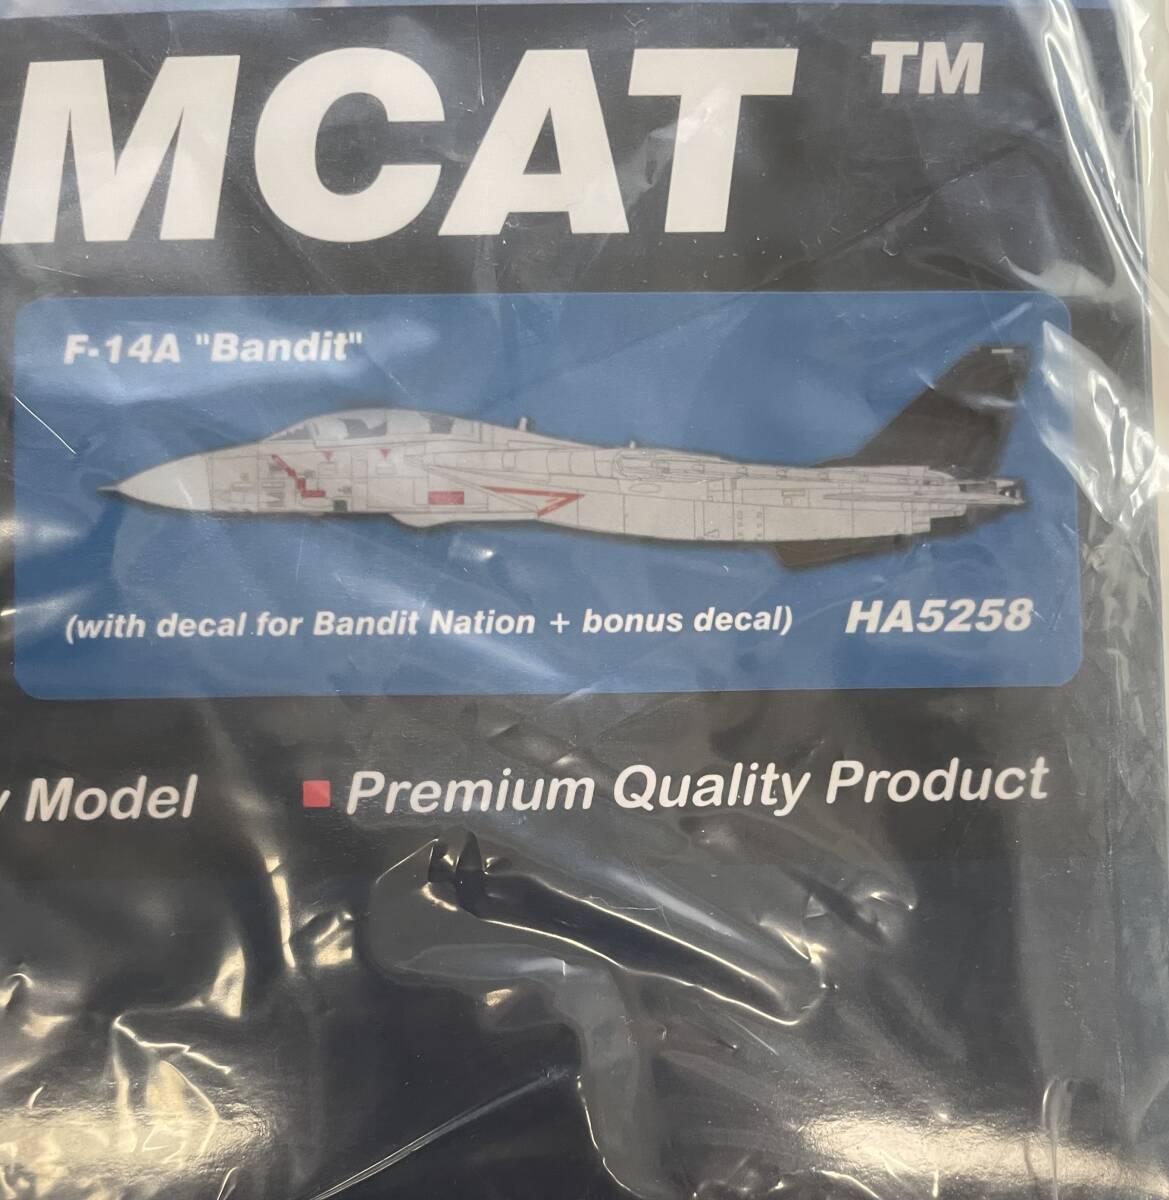 MCAT TM
F-14A "Bandit"
(with decal for Bandit Nation + bonus decal) HA5258
Model ■ Premium Quality Product